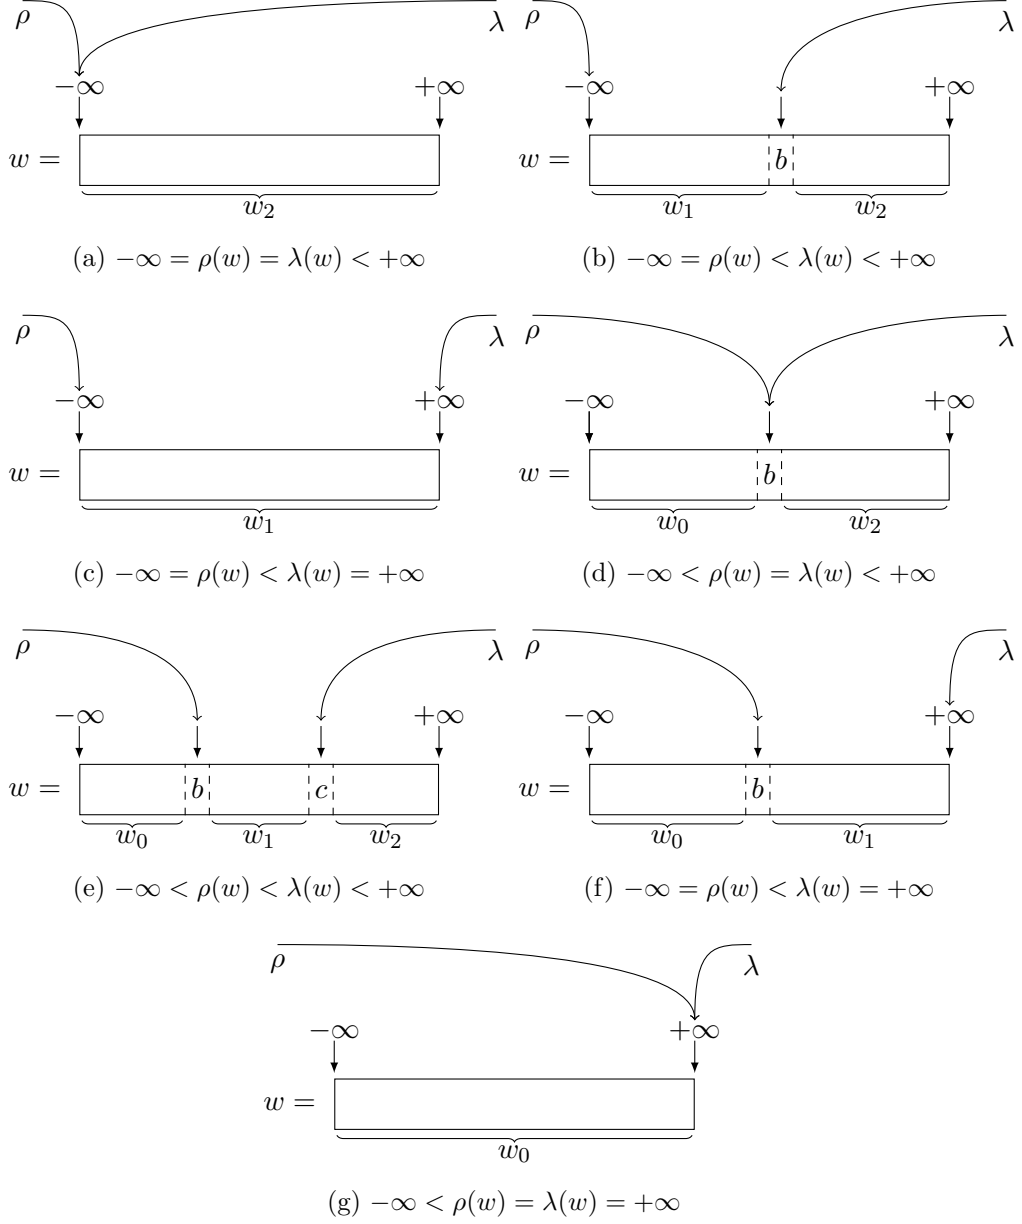 ρ λ ρ λ
−∞ +∞ −∞ +∞
w = w = b
w₂ w₁ w₂
(a) −∞ = ρ(w) = λ(w) < +∞ (b) −∞ = ρ(w) < λ(w) < +∞
ρ λ ρ λ
−∞ +∞ −∞ +∞
w = w = b
w₁ w₀ w₂
(c) −∞ = ρ(w) < λ(w) = +∞ (d) −∞ < ρ(w) = λ(w) < +∞
ρ λ ρ λ
−∞ +∞ −∞ +∞
w = b c w = b
w₀ w₁ w₂ w₀ w₁
(e) −∞ < ρ(w) < λ(w) < +∞ (f) −∞ = ρ(w) < λ(w) = +∞
ρ λ
−∞ +∞
w =
w₀
(g) −∞ < ρ(w) = λ(w) = +∞